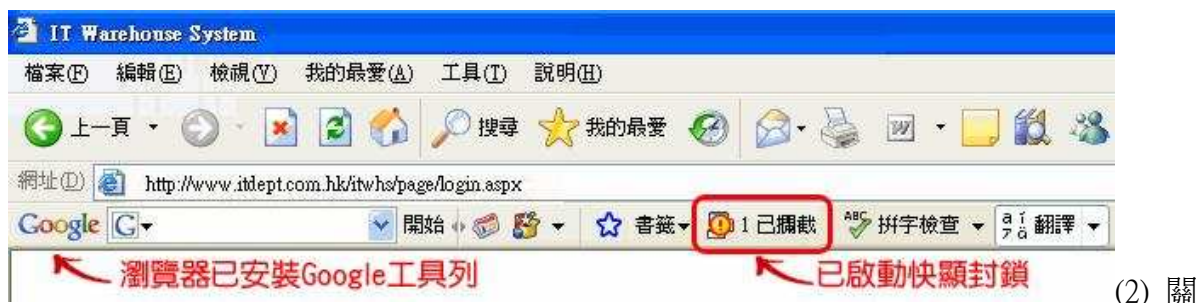 IT Warehouse System
檔案(F) 編輯(E) 檢視(V) 我的最愛(A) 工具(T) 說明(H)
上一頁 搜尋 我的最愛 W
網址(D) http://www.itdept.com.hk/itwhs/page/login.aspx
Google G 開始 書籤 1 已攔截 ABC 拼字檢查 翻譯
瀏覽器已安裝Google工具列 已啟動快顯封鎖
(2) 關